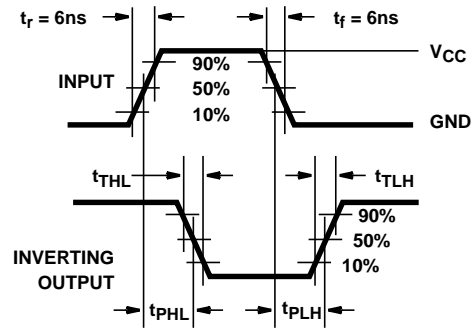 tr = 6ns
tf = 6ns
VCC
90%
INPUT
50%
10%
GND
tTHL
tTLH
90%
50%
INVERTING
OUTPUT
10%
tPHL
tPLH